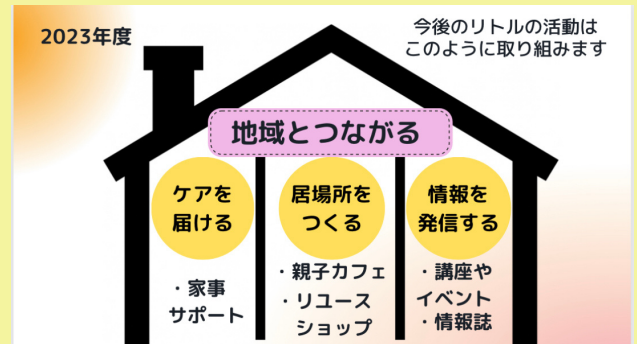 2023年度
今後のリトルの活動は
このように取り組みます
地域とつながる
ケアを
届ける
・家事
サポート
居場所を
つくる
・親子カフェ
・リユース
ショップ
情報を
発信する
・講座や
イベント
・情報誌